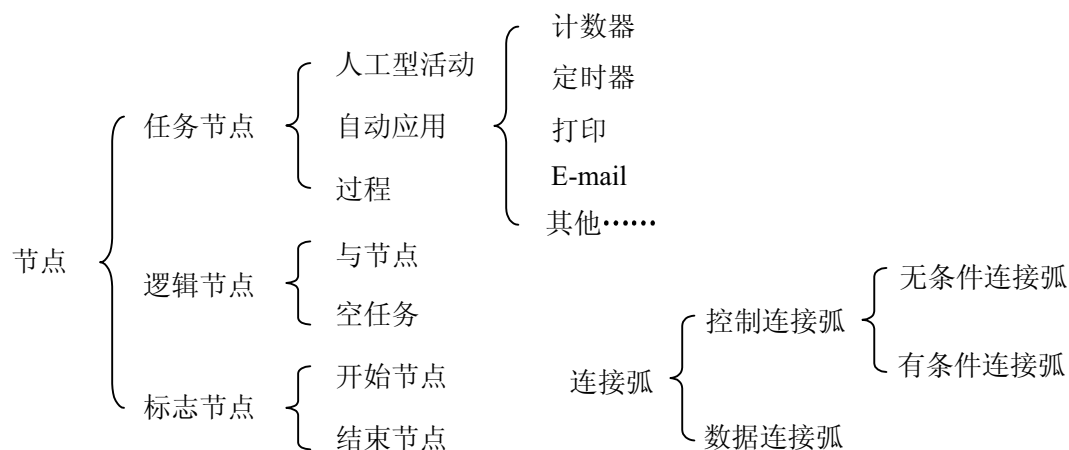 节点
任务节点
人工型活动
自动应用
计数器
定时器
打印
E-mail
其他……
过程
逻辑节点
与节点
空任务
标志节点
开始节点
结束节点
连接弧
控制连接弧
无条件连接弧
有条件连接弧
数据连接弧